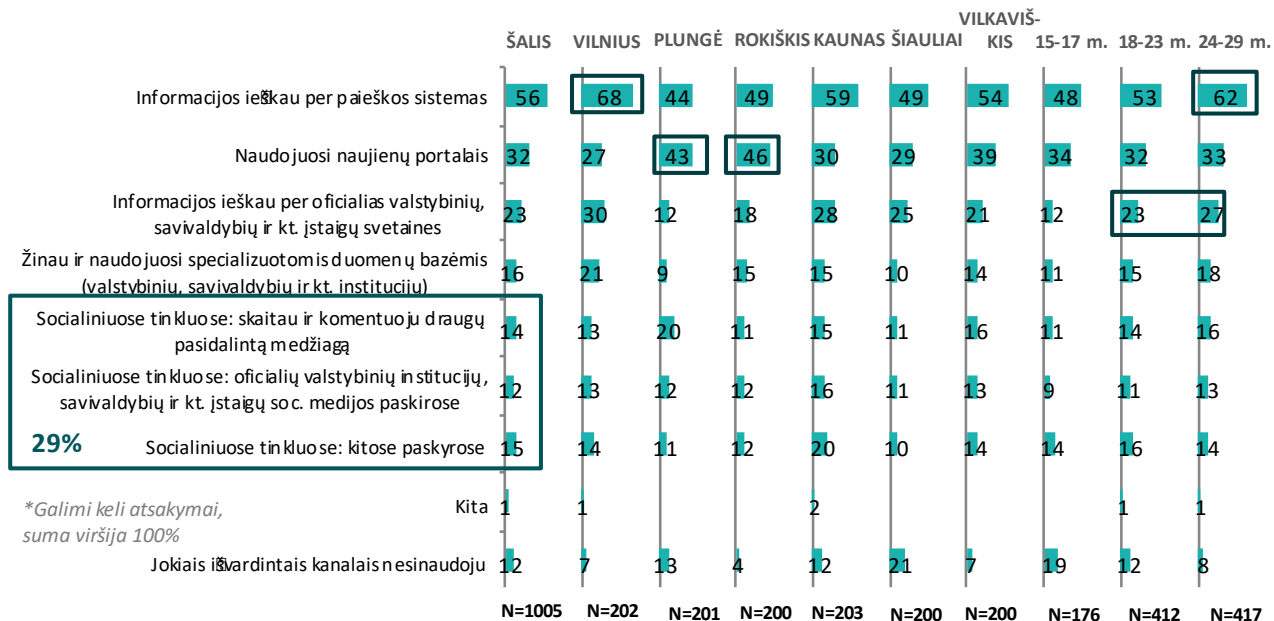 ŠALIS VILNIUS PLUNGĖ ROKIŠKIS KAUNAS ŠIAULIAI VILKAVIŠ-KIS 15-17 m. 18-23 m. 24-29 m.
Informacijos ieškau per paieškos sistemas 56 68 44 49 59 49 54 48 53 62
Naudojuosi naujienų portalais 32 27 43 46 30 29 39 34 32 33
Informacijos ieškau per oficialias valstybinių,
savivaldybių ir kt. įstaigų svetaines 23 30 12 18 28 25 21 12 23 27
Žinau ir naudojuosi specializuotomis duomenų bazėmis
(valstybinių, savivaldybių ir kt. institucijų) 16 21 9 15 15 10 14 11 15 18
Socialiniuose tinkluose: skaitau ir komentuoju draugų
pasidalintą medžiagą 14 13 20 11 15 11 16 11 14 16
Socialiniuose tinkluose: oficialių valstybinių institucijų,
savivaldybių ir kt. įstaigų soc. medijos paskirose 12 13 12 12 16 11 13 9 11 13
29% Socialiniuose tinkluose: kitose paskyrose 15 14 11 12 20 10 14 14 16 14
Kita 1 1 2 1 1
*Galimi keli atsakymai,
suma viršija 100%
Jokiais išvardintais kanalais nesinaudoju 12 7 13 4 12 21 7 19 12 8
N=1005 N=202 N=201 N=200 N=203 N=200 N=200 N=176 N=412 N=417